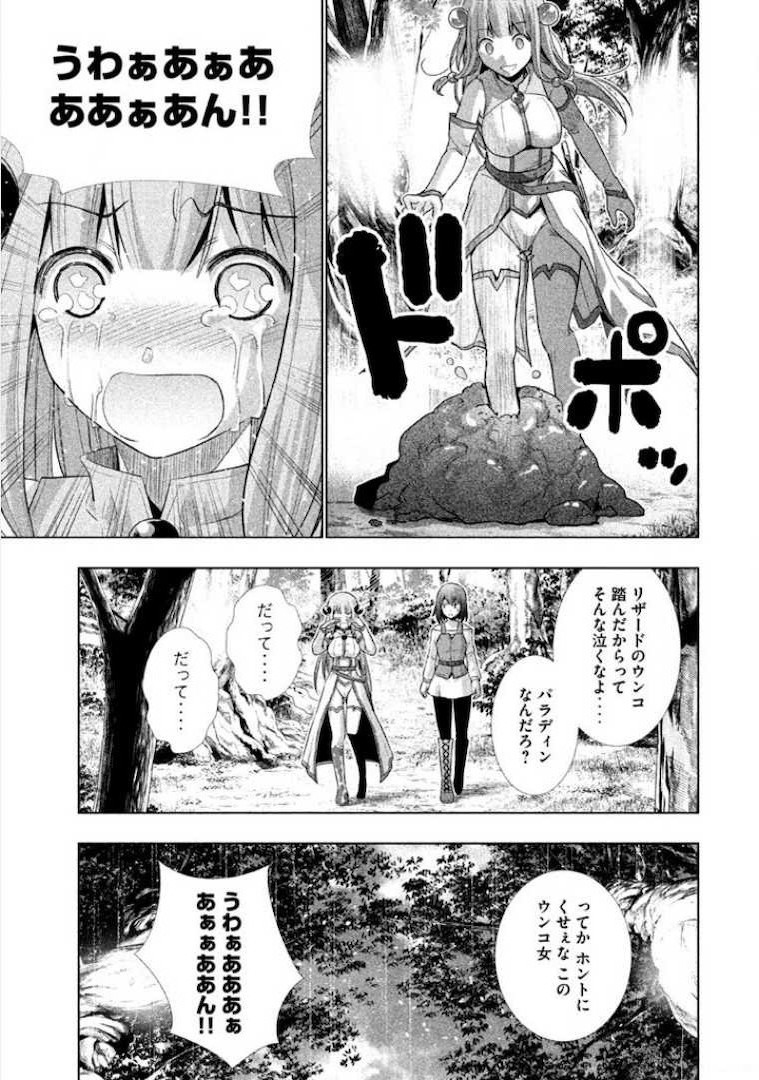 ドポッ
うわぁあぁあ
ああぁあん!!
リザードのウンコ
踏んだからって
そんな泣くなよ・・・・
パラディン
なんだろ?
だって・・・・
だって・・・・
ってか ホントに
くせぇな この
ウンコ女
うわぁあああぁ
あぁぁああん!!